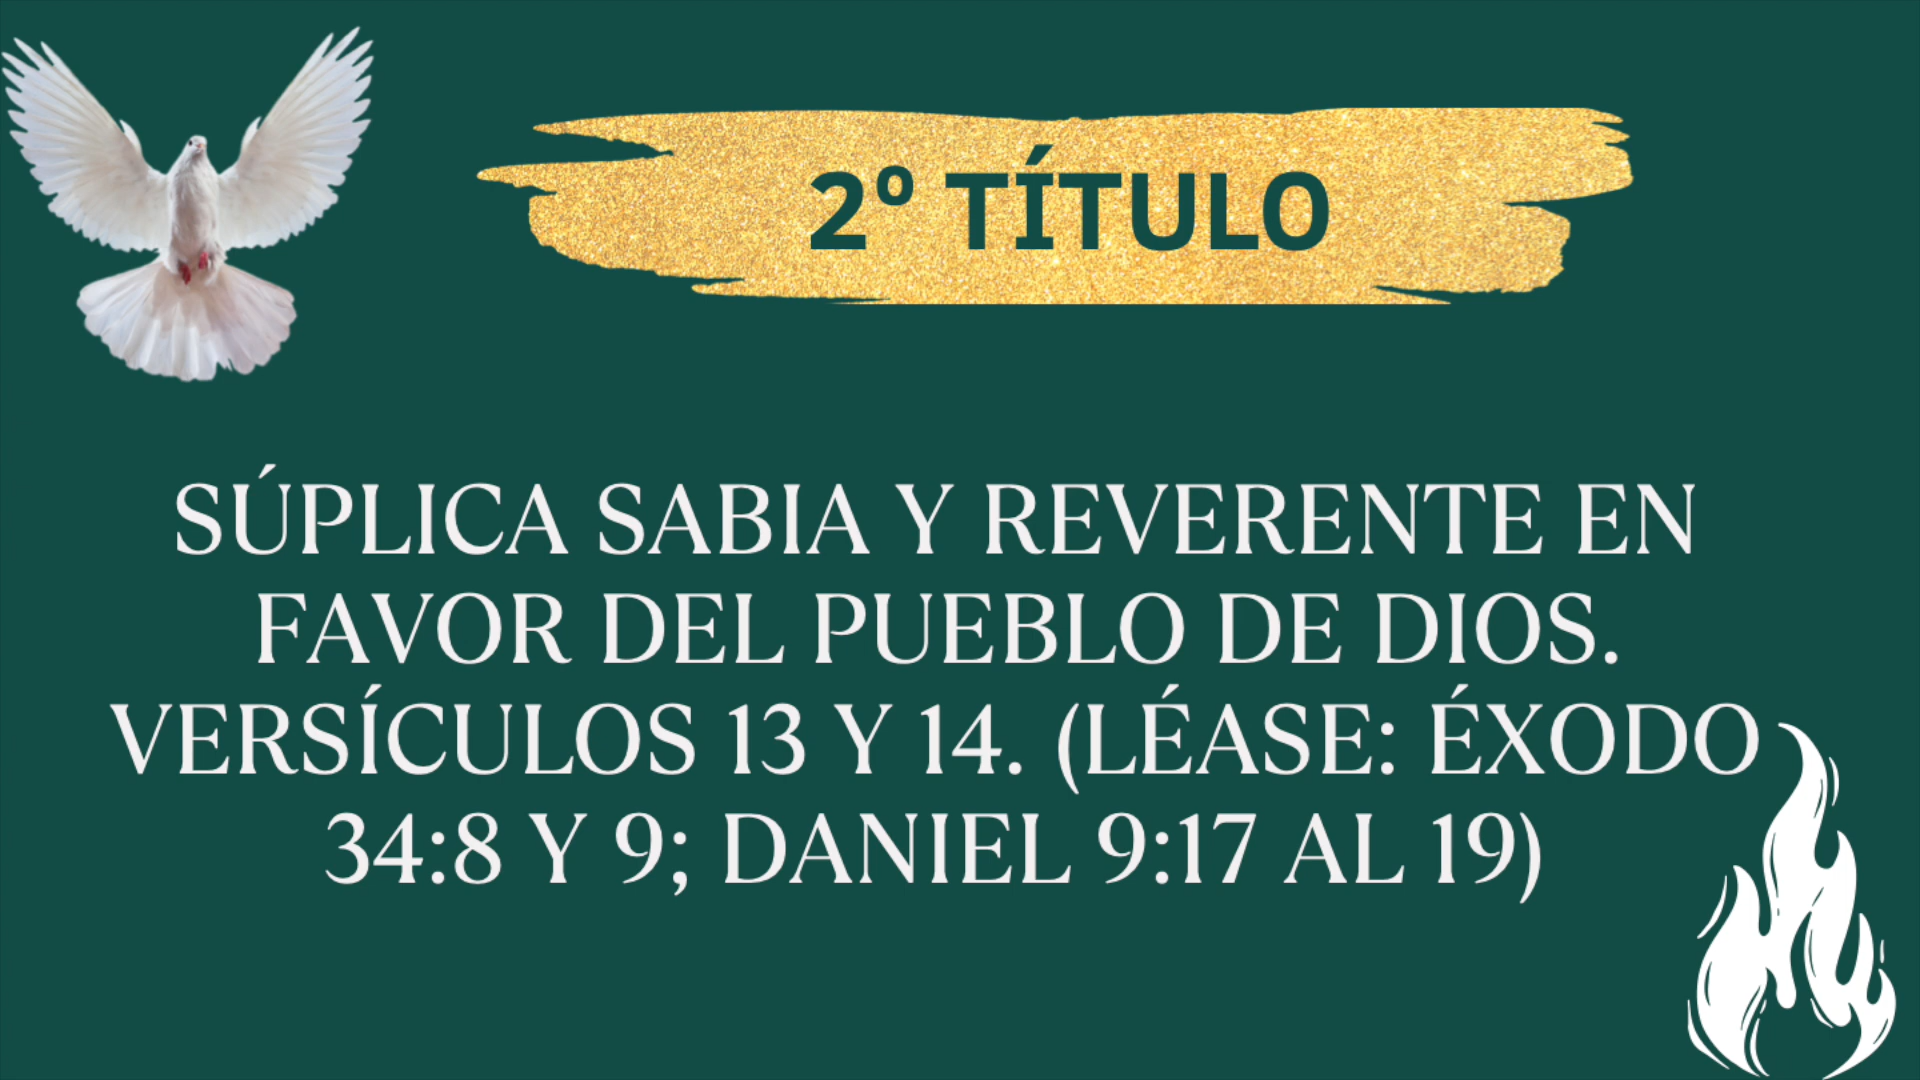 2º TÍTULO
SÚPLICA SABIA Y REVERENTE EN
FAVOR DEL PUEBLO DE DIOS.
VERSÍCULOS 13 Y 14. (LÉASE: ÉXODO
34:8 Y 9; DANIEL 9:17 AL 19)